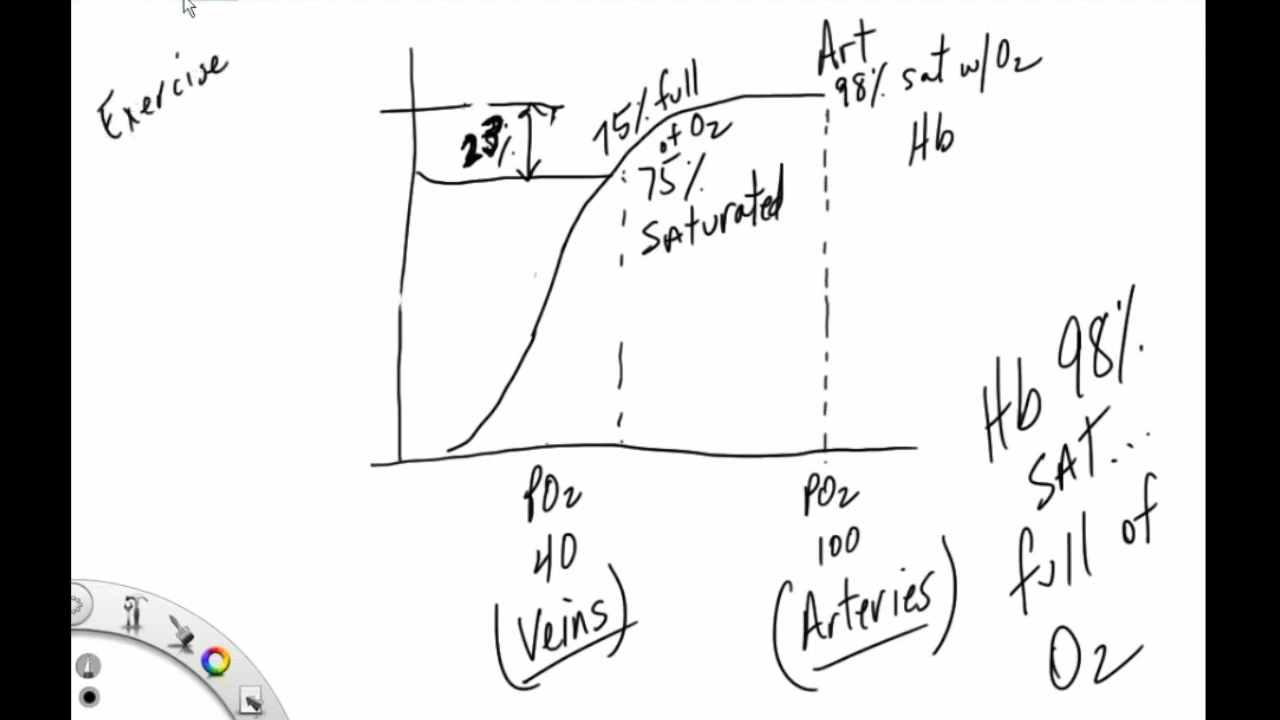 Exercise
23%
75% full
of O2
75%
SAturated
Art
98% sat w/O2
Hb
PO2
40
(Veins)
PO2
100
(Arteries)
Hb 98%
SAT...
full of
O2